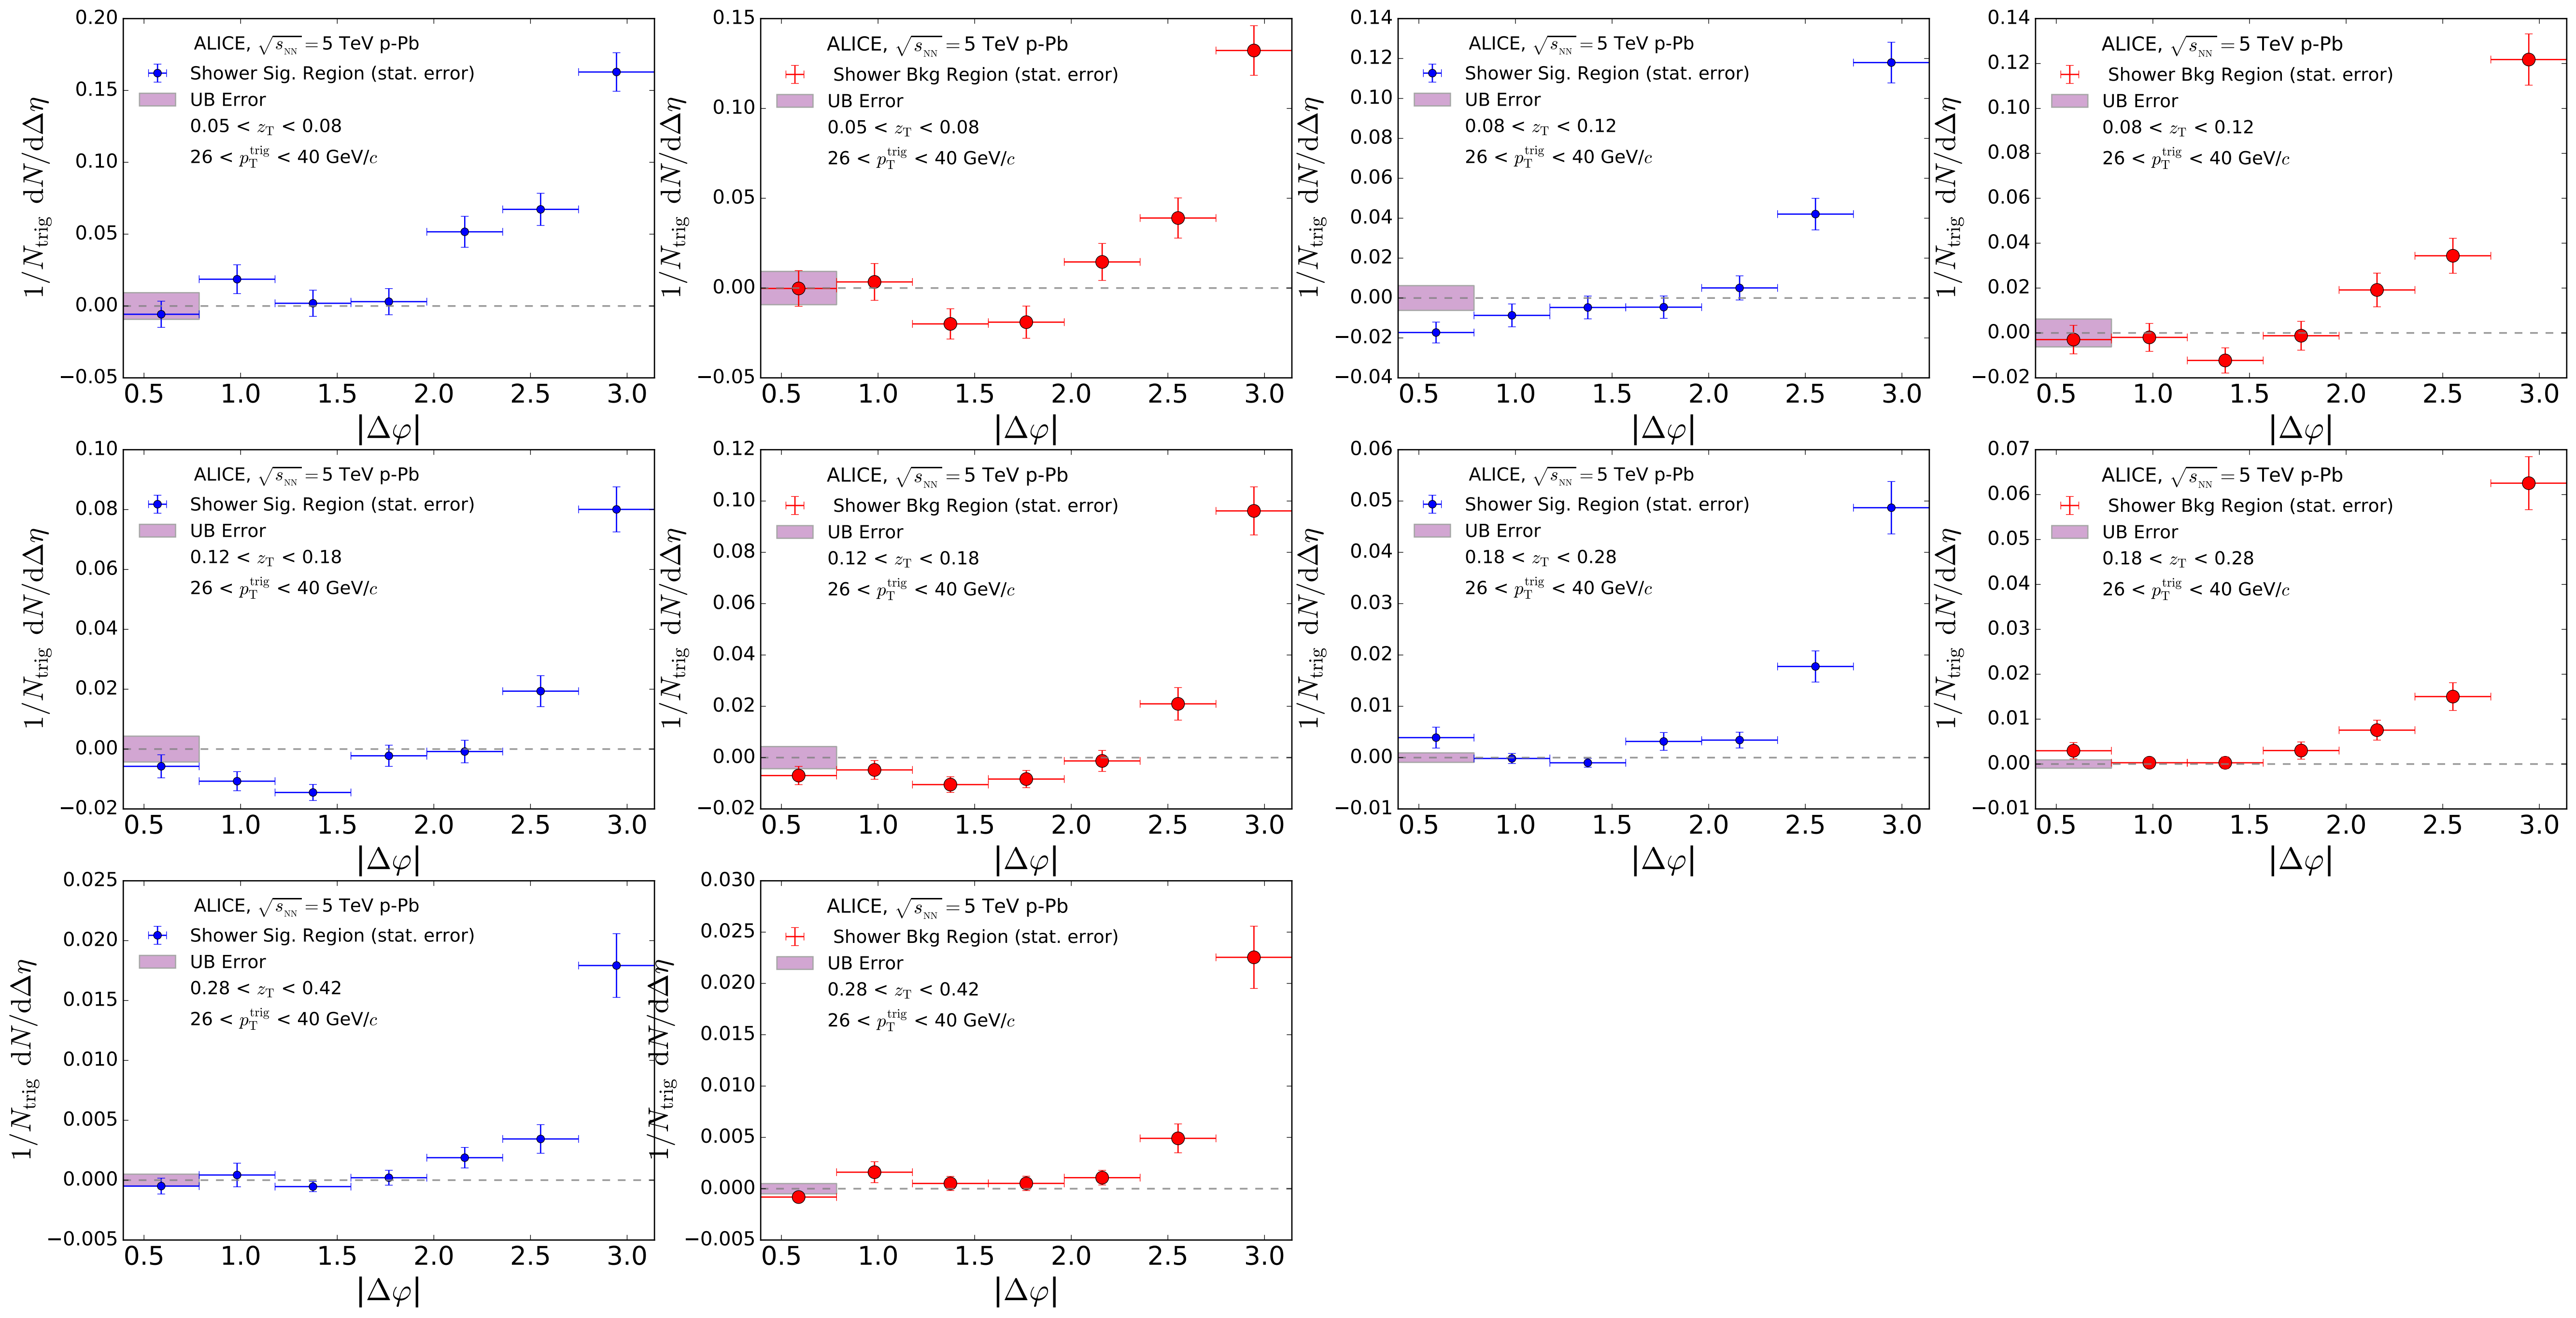 ALICE, √s_NN = 5 TeV p-Pb
Shower Sig. Region (stat. error)
UB Error
0.05 < z_T < 0.08
26 < p_T^trig < 40 GeV/c
1/N_trig dN/dΔη
0.20
0.15
0.10
0.05
0.00
−0.05
0.5 1.0 1.5 2.0 2.5 3.0
|Δφ|
ALICE, √s_NN = 5 TeV p-Pb
Shower Bkg Region (stat. error)
UB Error
0.05 < z_T < 0.08
26 < p_T^trig < 40 GeV/c
1/N_trig dN/dΔη
0.15
0.10
0.05
0.00
−0.05
0.5 1.0 1.5 2.0 2.5 3.0
|Δφ|
ALICE, √s_NN = 5 TeV p-Pb
Shower Sig. Region (stat. error)
UB Error
0.08 < z_T < 0.12
26 < p_T^trig < 40 GeV/c
1/N_trig dN/dΔη
0.14
0.12
0.10
0.08
0.06
0.04
0.02
0.00
−0.02
−0.04
0.5 1.0 1.5 2.0 2.5 3.0
|Δφ|
ALICE, √s_NN = 5 TeV p-Pb
Shower Bkg Region (stat. error)
UB Error
0.08 < z_T < 0.12
26 < p_T^trig < 40 GeV/c
1/N_trig dN/dΔη
0.14
0.12
0.10
0.08
0.06
0.04
0.02
0.00
−0.02
0.5 1.0 1.5 2.0 2.5 3.0
|Δφ|
ALICE, √s_NN = 5 TeV p-Pb
Shower Sig. Region (stat. error)
UB Error
0.12 < z_T < 0.18
26 < p_T^trig < 40 GeV/c
1/N_trig dN/dΔη
0.10
0.08
0.06
0.04
0.02
0.00
−0.02
0.5 1.0 1.5 2.0 2.5 3.0
|Δφ|
ALICE, √s_NN = 5 TeV p-Pb
Shower Bkg Region (stat. error)
UB Error
0.12 < z_T < 0.18
26 < p_T^trig < 40 GeV/c
1/N_trig dN/dΔη
0.12
0.10
0.08
0.06
0.04
0.02
0.00
−0.02
0.5 1.0 1.5 2.0 2.5 3.0
|Δφ|
ALICE, √s_NN = 5 TeV p-Pb
Shower Sig. Region (stat. error)
UB Error
0.18 < z_T < 0.28
26 < p_T^trig < 40 GeV/c
1/N_trig dN/dΔη
0.06
0.05
0.04
0.03
0.02
0.01
0.00
−0.01
0.5 1.0 1.5 2.0 2.5 3.0
|Δφ|
ALICE, √s_NN = 5 TeV p-Pb
Shower Bkg Region (stat. error)
UB Error
0.18 < z_T < 0.28
26 < p_T^trig < 40 GeV/c
1/N_trig dN/dΔη
0.07
0.06
0.05
0.04
0.03
0.02
0.01
0.00
−0.01
0.5 1.0 1.5 2.0 2.5 3.0
|Δφ|
ALICE, √s_NN = 5 TeV p-Pb
Shower Sig. Region (stat. error)
UB Error
0.28 < z_T < 0.42
26 < p_T^trig < 40 GeV/c
1/N_trig dN/dΔη
0.025
0.020
0.015
0.010
0.005
0.000
−0.005
0.5 1.0 1.5 2.0 2.5 3.0
|Δφ|
ALICE, √s_NN = 5 TeV p-Pb
Shower Bkg Region (stat. error)
UB Error
0.28 < z_T < 0.42
26 < p_T^trig < 40 GeV/c
1/N_trig dN/dΔη
0.030
0.025
0.020
0.015
0.010
0.005
0.000
−0.005
0.5 1.0 1.5 2.0 2.5 3.0
|Δφ|